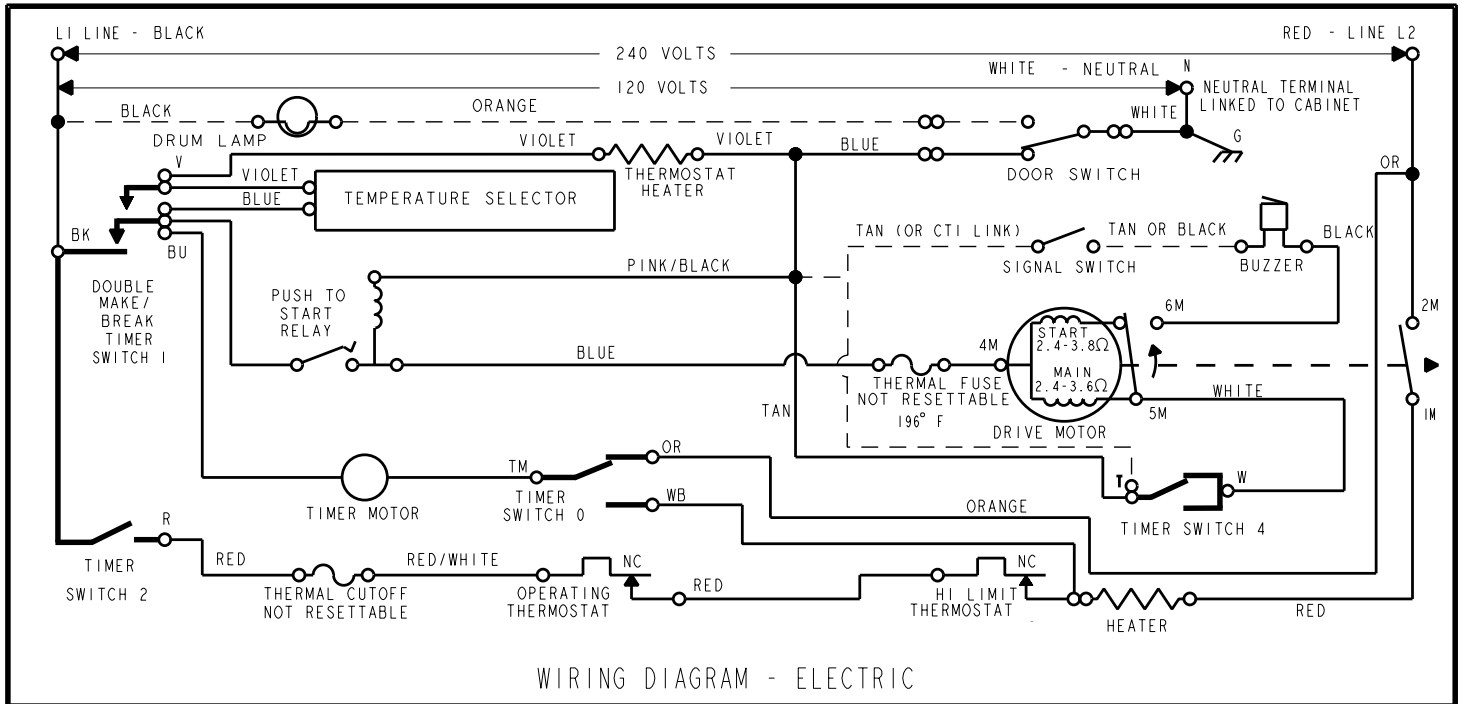 LI LINE - BLACK
RED - LINE L2
240 VOLTS
WHITE - NEUTRAL N
120 VOLTS
NEUTRAL TERMINAL
LINKED TO CABINET
BLACK
ORANGE
WHITE
DRUM LAMP
V
VIOLET
VIOLET
BLUE
G
OR
THERMOSTAT
HEATER
DOOR SWITCH
VIOLET
BLUE
TEMPERATURE SELECTOR
BK
BU
TAN (OR CTI LINK)
TAN OR BLACK
BLACK
SIGNAL SWITCH
BUZZER
PINK/BLACK
DOUBLE
MAKE/
BREAK
TIMER
SWITCH I
PUSH TO
START
RELAY
6M
2M
START
2.4-3.8Ω
4M
BLUE
MAIN
2.4-3.6Ω
THERMAL FUSE
NOT RESETTABLE
196° F
WHITE
5M
1M
DRIVE MOTOR
TAN
OR
TM
TIMER
SWITCH 0
WB
TIMER MOTOR
T
W
ORANGE
TIMER SWITCH 4
R
TIMER
SWITCH 2
RED
RED/WHITE
THERMAL CUTOFF
NOT RESETTABLE
NC
OPERATING
THERMOSTAT
RED
NC
HI LIMIT
THERMOSTAT
HEATER
RED
WIRING DIAGRAM - ELECTRIC